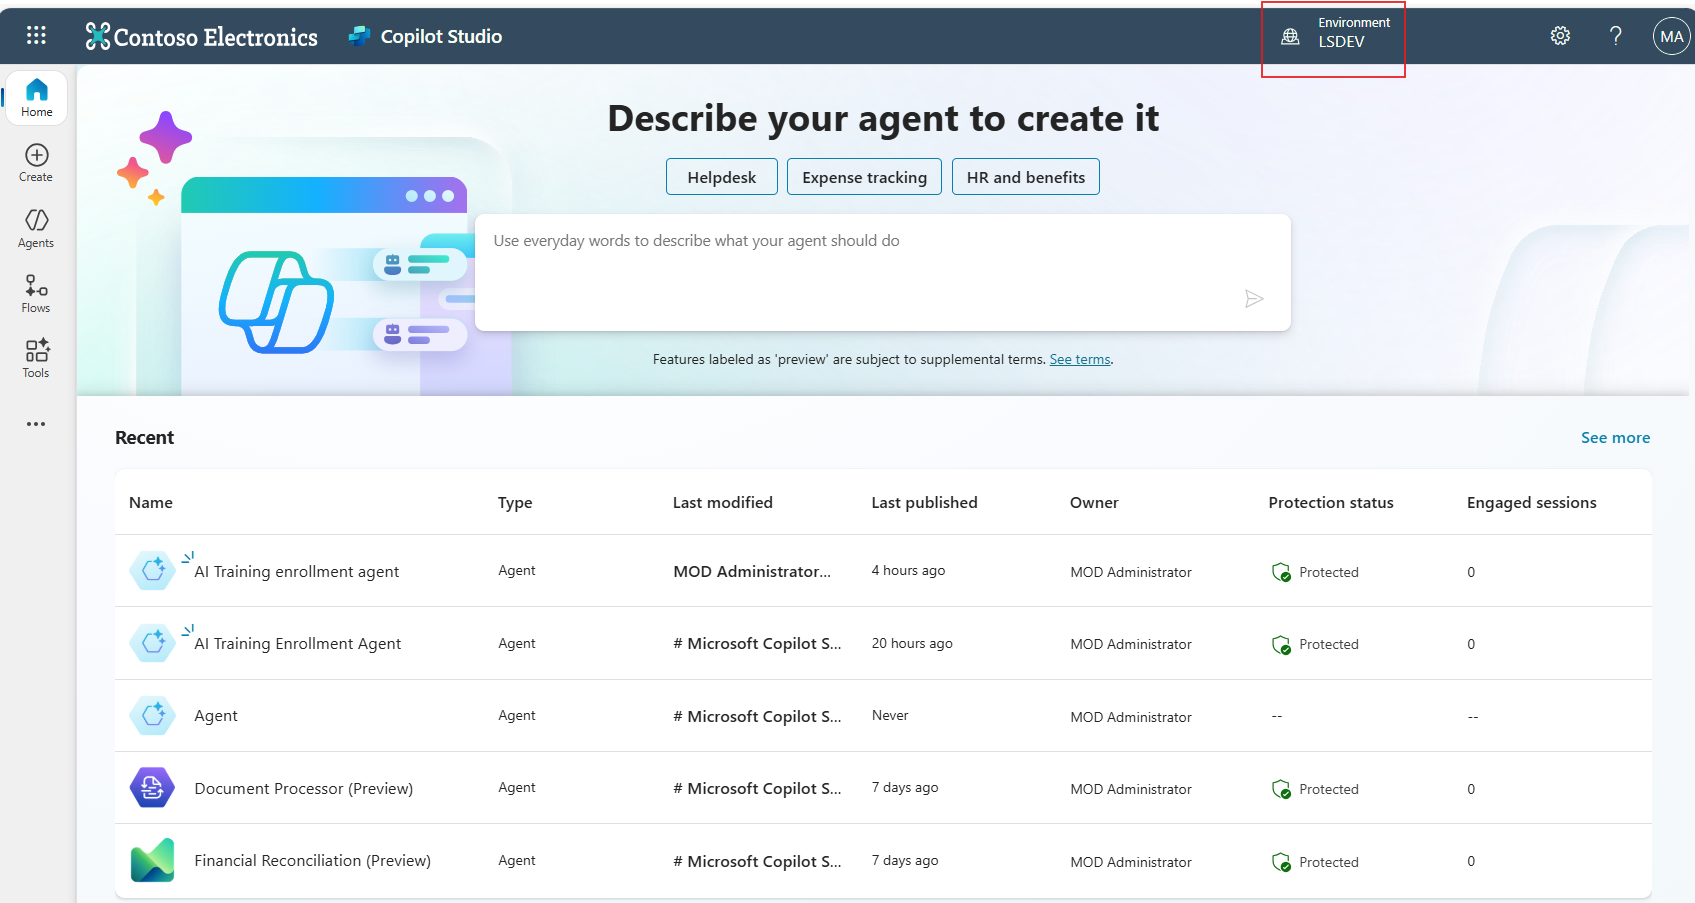 Contoso Electronics
Copilot Studio
Environment
LSDEV
MA
Home
Create
Agents
Flows
Tools
Describe your agent to create it
Helpdesk
Expense tracking
HR and benefits
Use everyday words to describe what your agent should do
Features labeled as 'preview' are subject to supplemental terms. See terms.
Recent
See more
Name Type Last modified Last published Owner Protection status Engaged sessions
AI Training enrollment agent Agent MOD Administrator... 4 hours ago MOD Administrator Protected 0
AI Training Enrollment Agent Agent # Microsoft Copilot S... 20 hours ago MOD Administrator Protected 0
Agent Agent # Microsoft Copilot S... Never MOD Administrator -- --
Document Processor (Preview) Agent # Microsoft Copilot S... 7 days ago MOD Administrator Protected 0
Financial Reconciliation (Preview) Agent # Microsoft Copilot S... 7 days ago MOD Administrator Protected 0